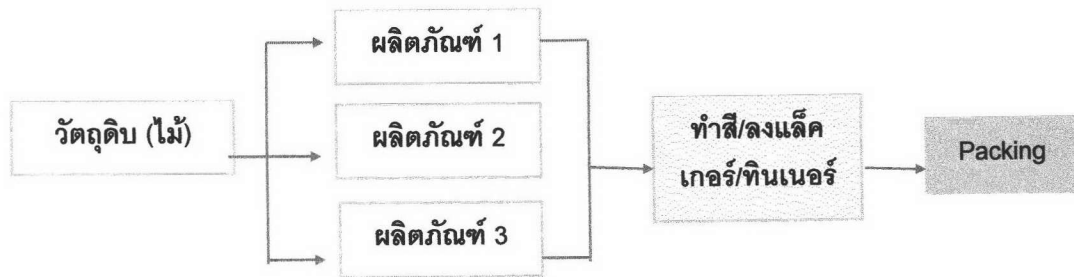 วัตถุดิบ (ไม้)
ผลิตภัณฑ์ 1
ผลิตภัณฑ์ 2
ผลิตภัณฑ์ 3
ทำสี/ลงแล็ค
เกอร์/ทินเนอร์
Packing